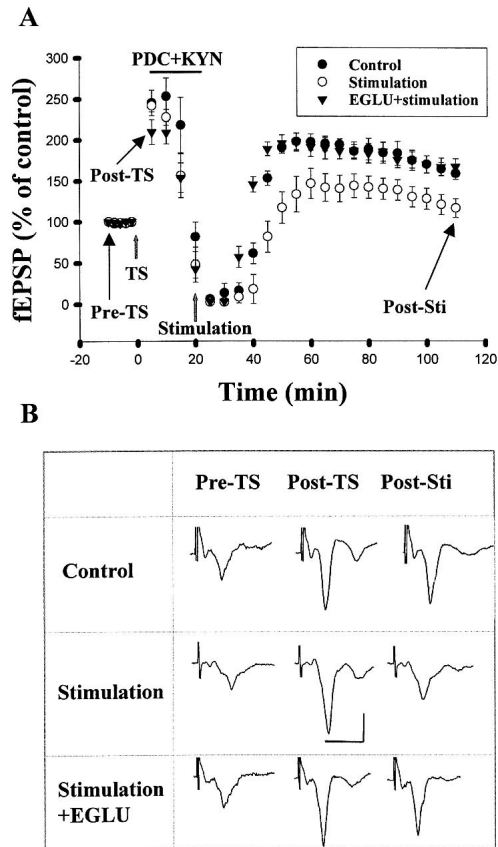 A
PDC+KYN
Control
Stimulation
EGLU+stimulation
fEPSP (% of control)
300
250
200
150
100
50
0
Post-TS
TS
Pre-TS
Stimulation
Post-Sti
-20 0 20 40 60 80 100 120
Time (min)
B
Pre-TS Post-TS Post-Sti
Control
Stimulation
Stimulation
+EGLU